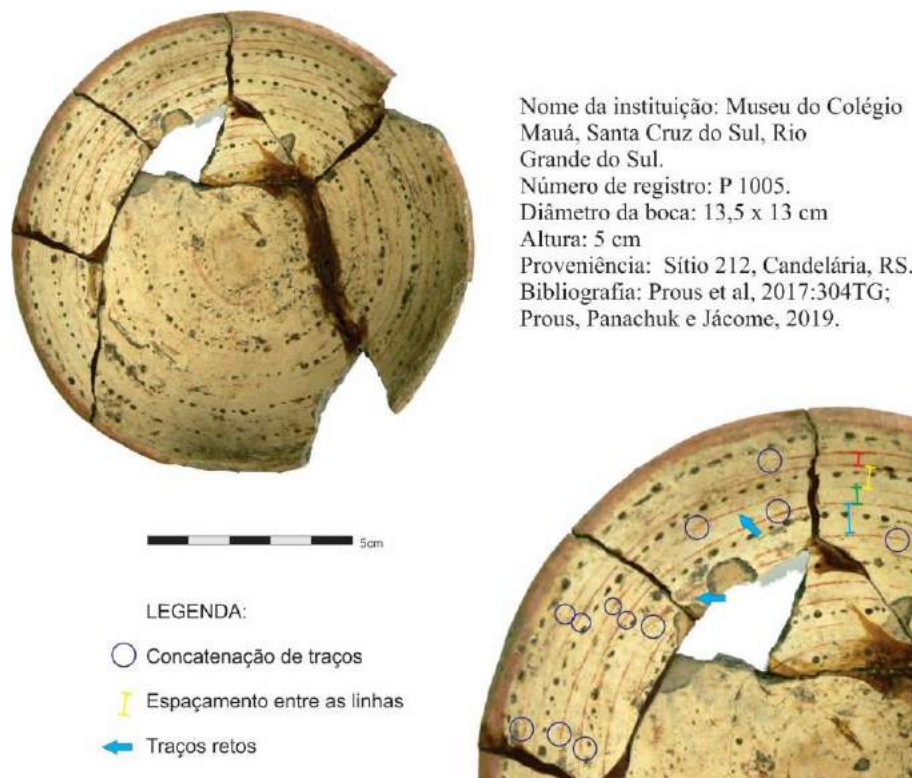 Nome da instituição: Museu do Colégio
Mauá, Santa Cruz do Sul, Rio
Grande do Sul.
Número de registro: P 1005.
Diâmetro da boca: 13,5 x 13 cm
Altura: 5 cm
Proveniência: Sítio 212, Candelária, RS.
Bibliografia: Prous et al, 2017:304TG;
Prous, Panachuk e Jácome, 2019.
5cm
LEGENDA:
Concatenação de traços
Espaçamento entre as linhas
Traços retos